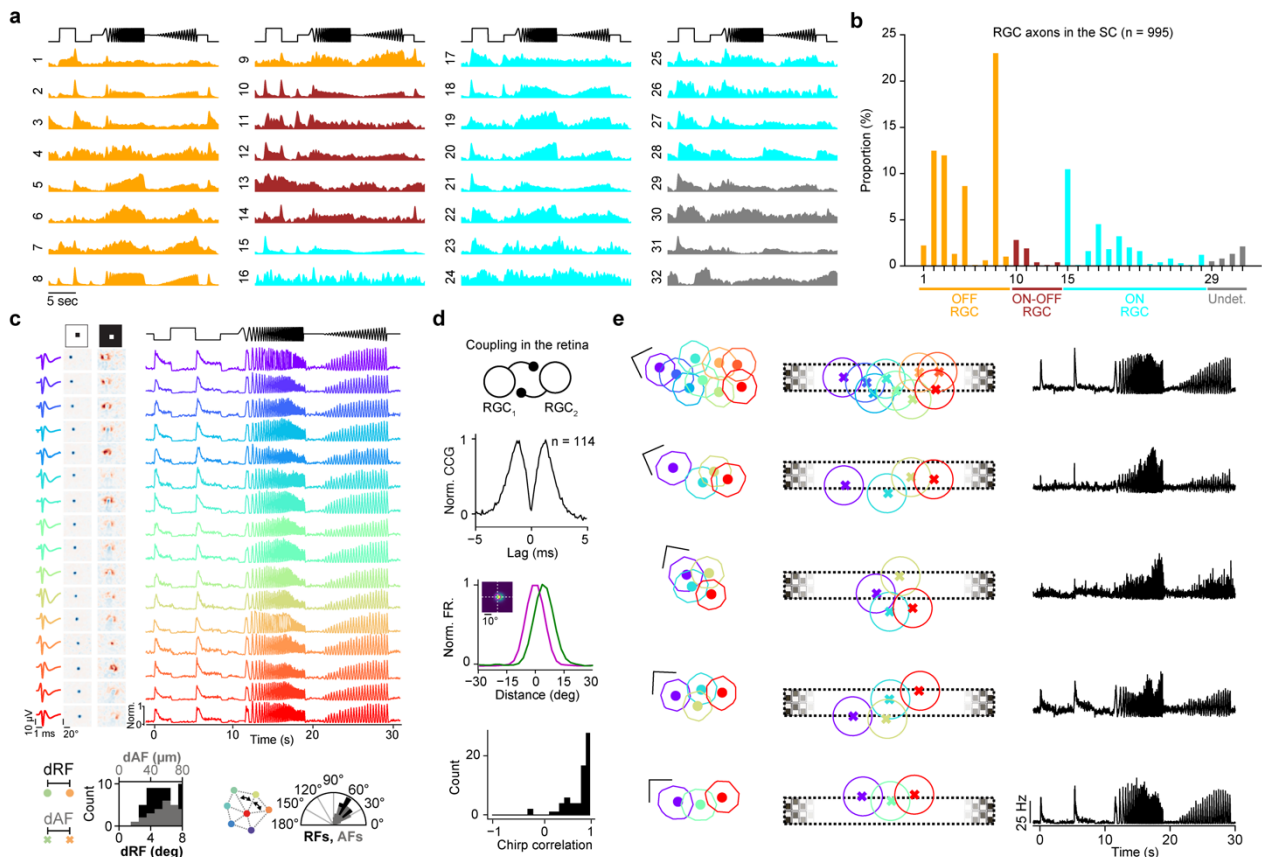 a
1
2
3
4
5
6
7
8
5 sec
9
10
11
12
13
14
15
16
17
18
19
20
21
22
23
24
25
26
27
28
29
30
31
32
b
RGC axons in the SC (n = 995)
Proportion (%)
25
20
15
10
5
0
1
10
15
29
OFF
RGC
ON-OFF
RGC
ON
RGC
Undet.
c
10 µV
1 ms
20°
Norm.
1
0
0
10
20
30
Time (s)
dRF
dAF
dAF (µm)
0
40
80
Count
10
0
0
4
8
dRF (deg)
180°
150°
120°
90°
60°
30°
0°
RFs, AFs
d
Coupling in the retina
RGC1
RGC2
n = 114
Norm. CCG
1
0
−5
0
5
Lag (ms)
Norm. FR.
1
0
10°
−30
−15
0
15
30
Distance (deg)
Count
20
0
−1
0
1
Chirp correlation
e
25 Hz
0
10
20
30
Time (s)